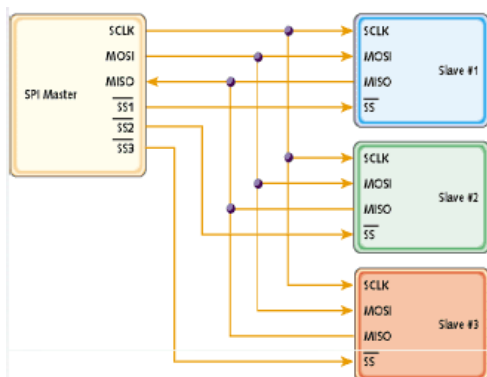 SPI Master
SCLK
MOSI
MISO
SS1
SS2
SS3
SCLK
MOSI
MISO
SS
Slave #1
SCLK
MOSI
MISO
SS
Slave #2
SCLK
MOSI
MISO
SS
Slave #3